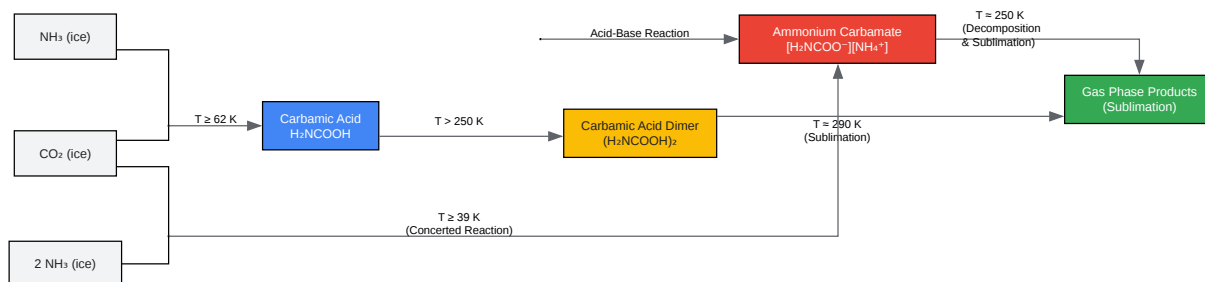 NH₃ (ice)
CO₂ (ice)
2 NH₃ (ice)
T ≥ 62 K
Carbamic Acid
H₂NCOOH
T > 250 K
Carbamic Acid Dimer
(H₂NCOOH)₂
T ≥ 39 K
(Concerted Reaction)
Acid-Base Reaction
Ammonium Carbamate
[H₂NCOO⁻][NH₄⁺]
T ≈ 250 K
(Decomposition
& Sublimation)
T ≈ 290 K
(Sublimation)
Gas Phase Products
(Sublimation)